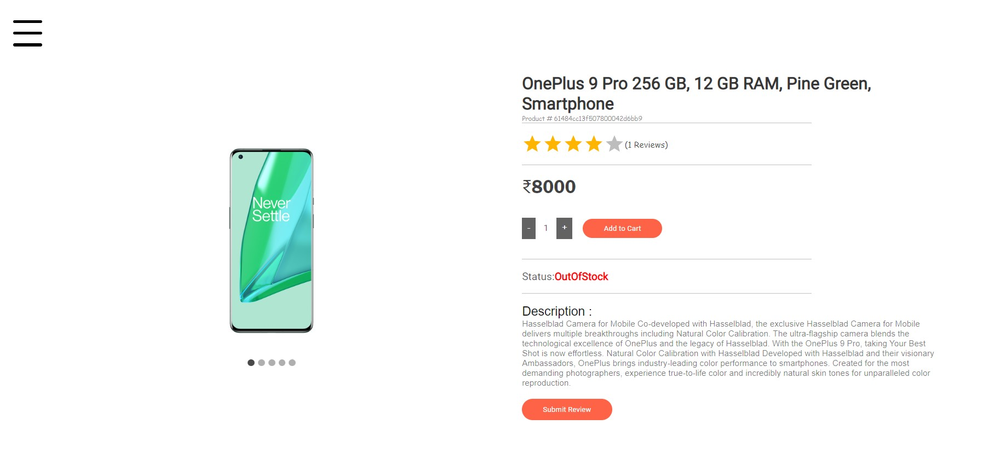 OnePlus 9 Pro 256 GB, 12 GB RAM, Pine Green,
Smartphone
Product # 61484cc13f507800042d6bb9
(1 Reviews)
₹8000
- 1 + Add to Cart
Status:OutOfStock
Description :
Hasselblad Camera for Mobile Co-developed with Hasselblad, the exclusive Hasselblad Camera for Mobile
delivers multiple breakthroughs including Natural Color Calibration. The ultra-flagship camera blends the
technological excellence of OnePlus and the legacy of Hasselblad. With the OnePlus 9 Pro, taking Your Best
Shot is now effortless. Natural Color Calibration with Hasselblad Developed with Hasselblad and their visionary
Ambassadors, OnePlus brings industry-leading color performance to smartphones. Created for the most
demanding photographers, experience true-to-life color and incredibly natural skin tones for unparalleled color
reproduction.
Submit Review
Never
Settle